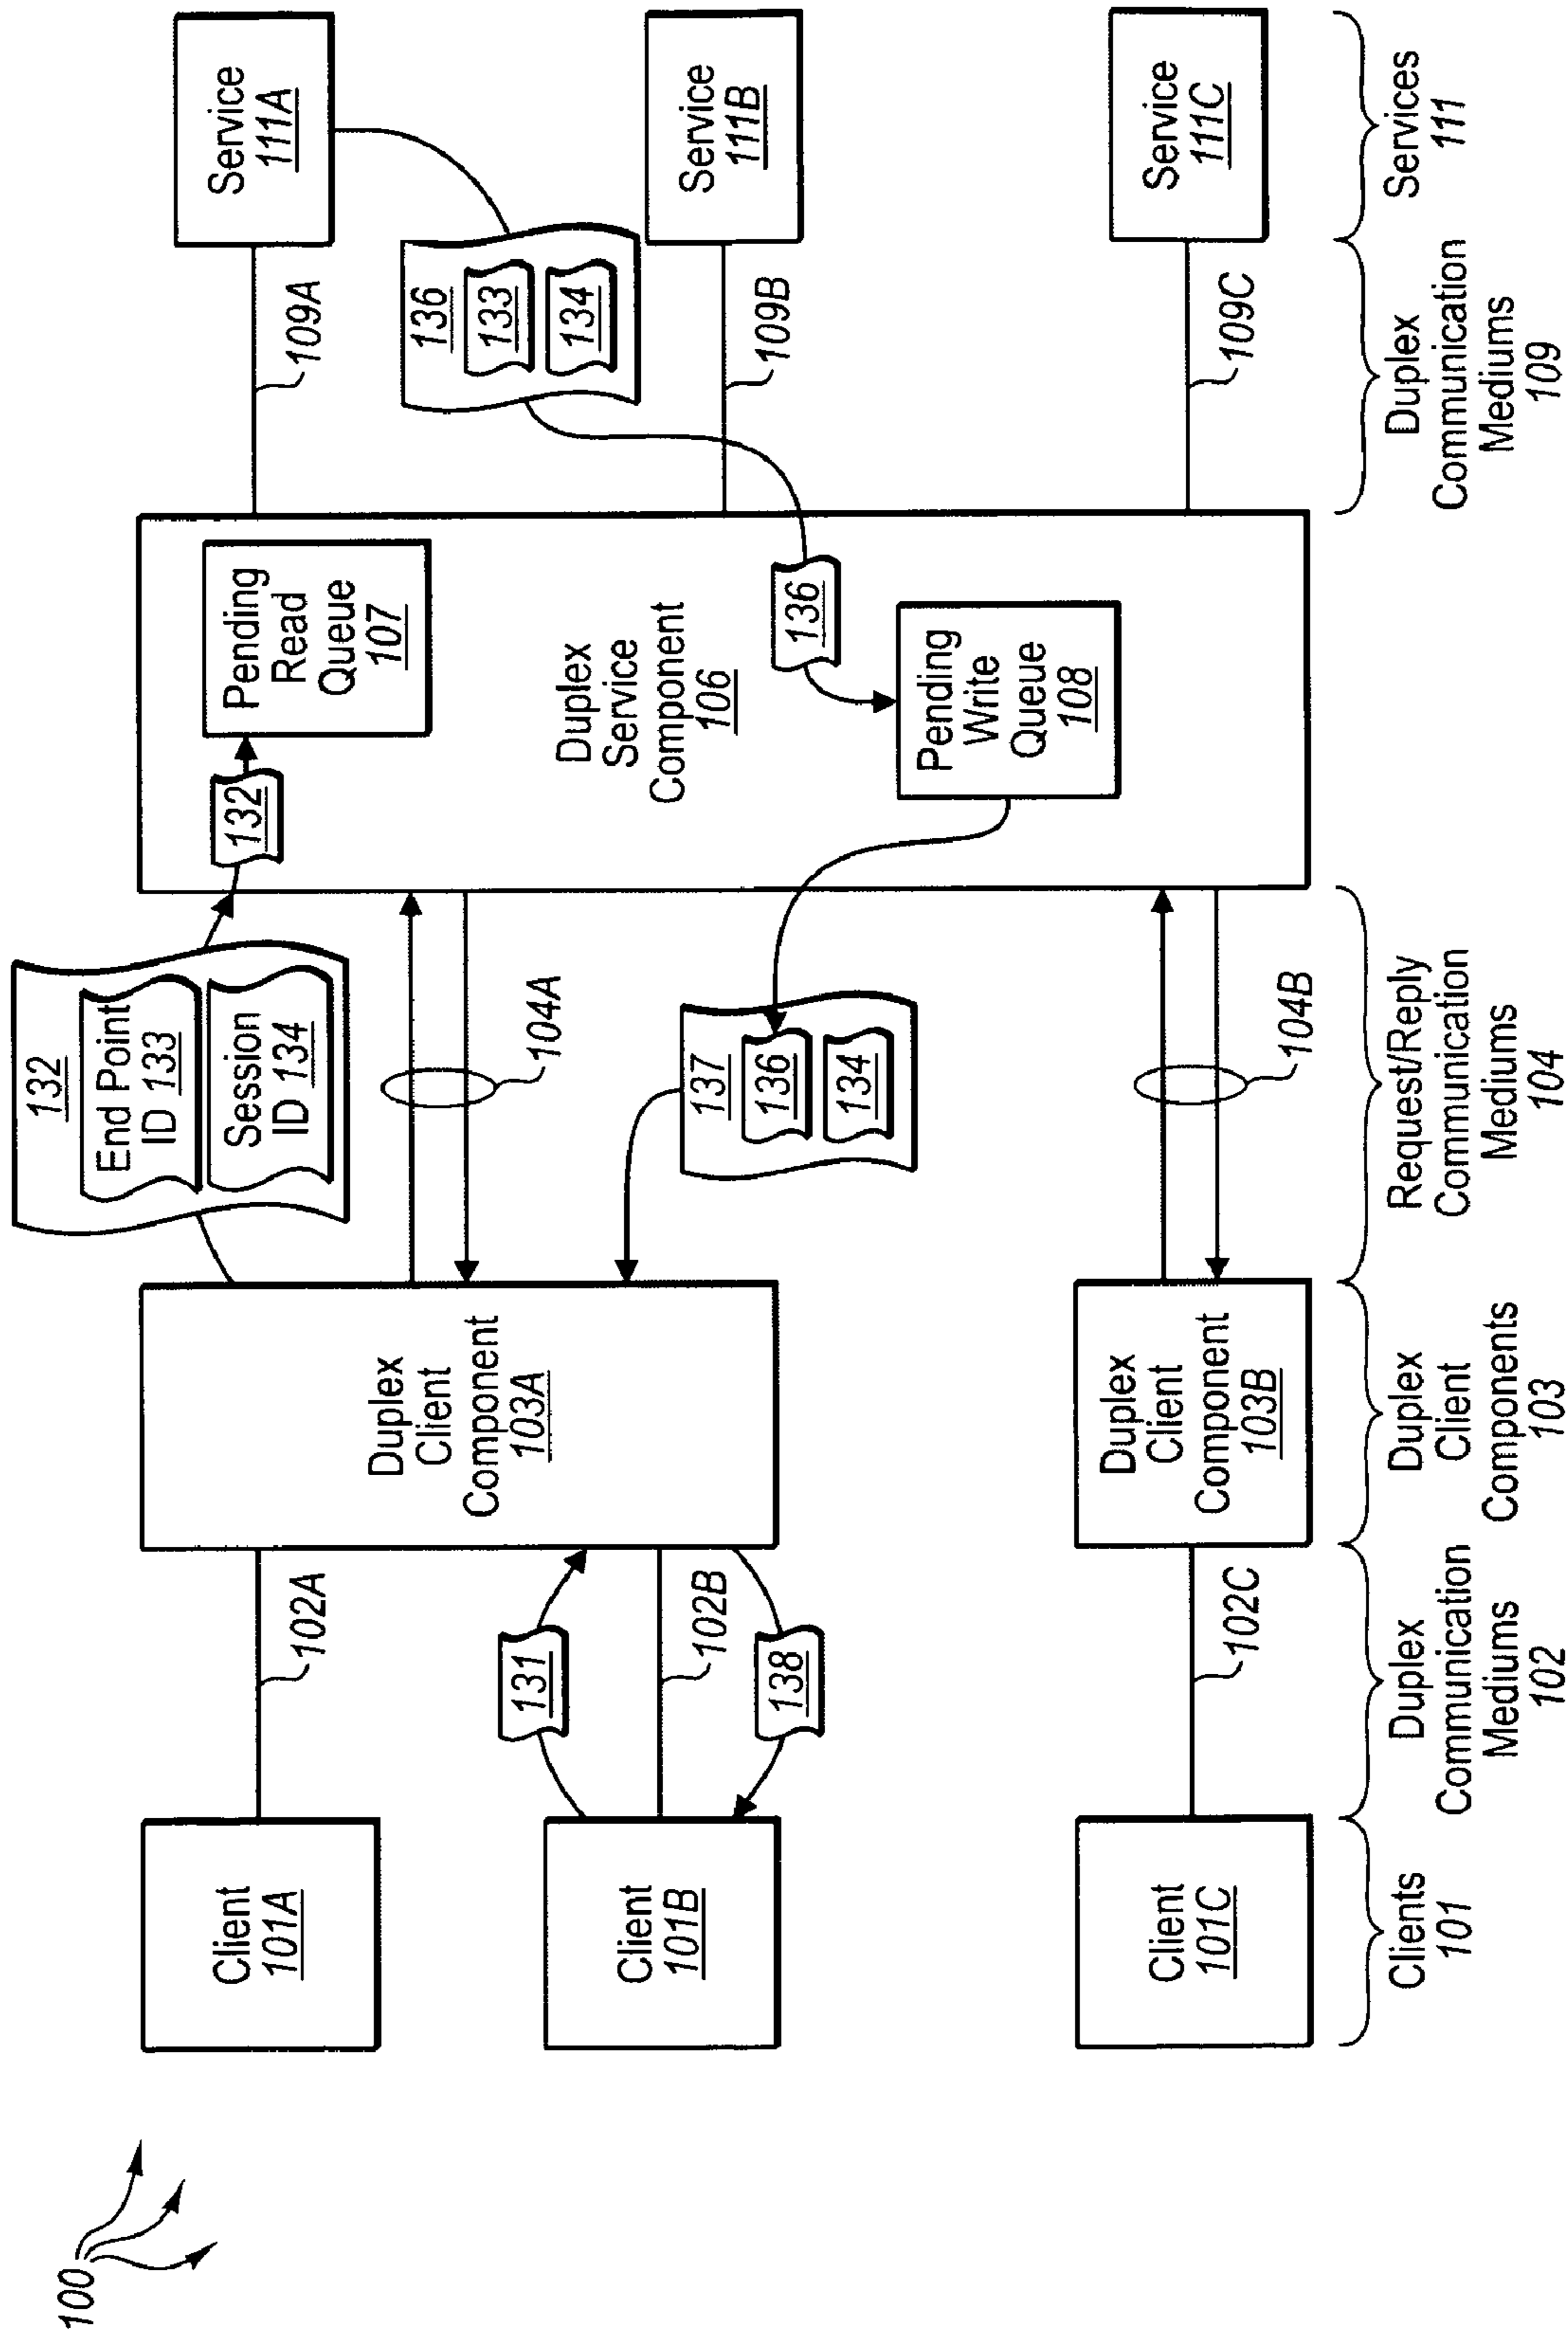 100
Client
101A
Client
101B
Client
101C
Clients
101
102A
131
102B
138
102C
Duplex
Communication
Mediums
102
Duplex
Client
Component
103A
Duplex
Client
Component
103B
Duplex
Client
Components
103
132
End Point
ID 133
Session
ID 134
104A
137
136
134
104B
Request/Reply
Communication
Mediums
104
132
Pending
Read
Queue
107
Duplex
Service
Component
106
136
Pending
Write
Queue
108
109A
136
133
134
109B
109C
Duplex
Communication
Mediums
109
Service
111A
Service
111B
Service
111C
Services
111